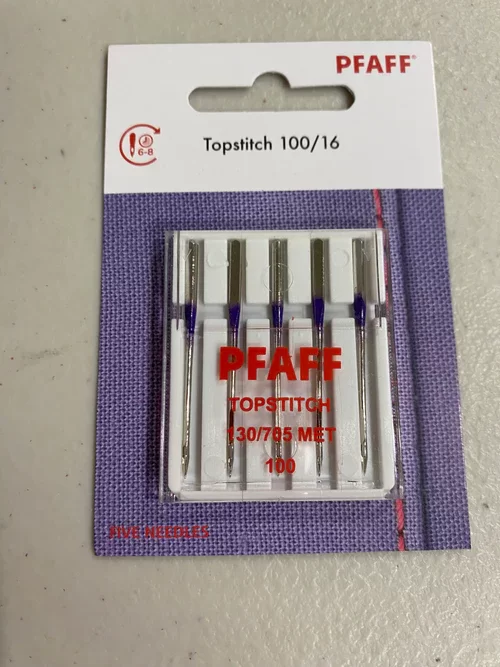 PFAFF®
Topstitch 100/16
6-8
PFAFF
TOPSTITCH
130/705 MET
100
FIVE NEEDLES